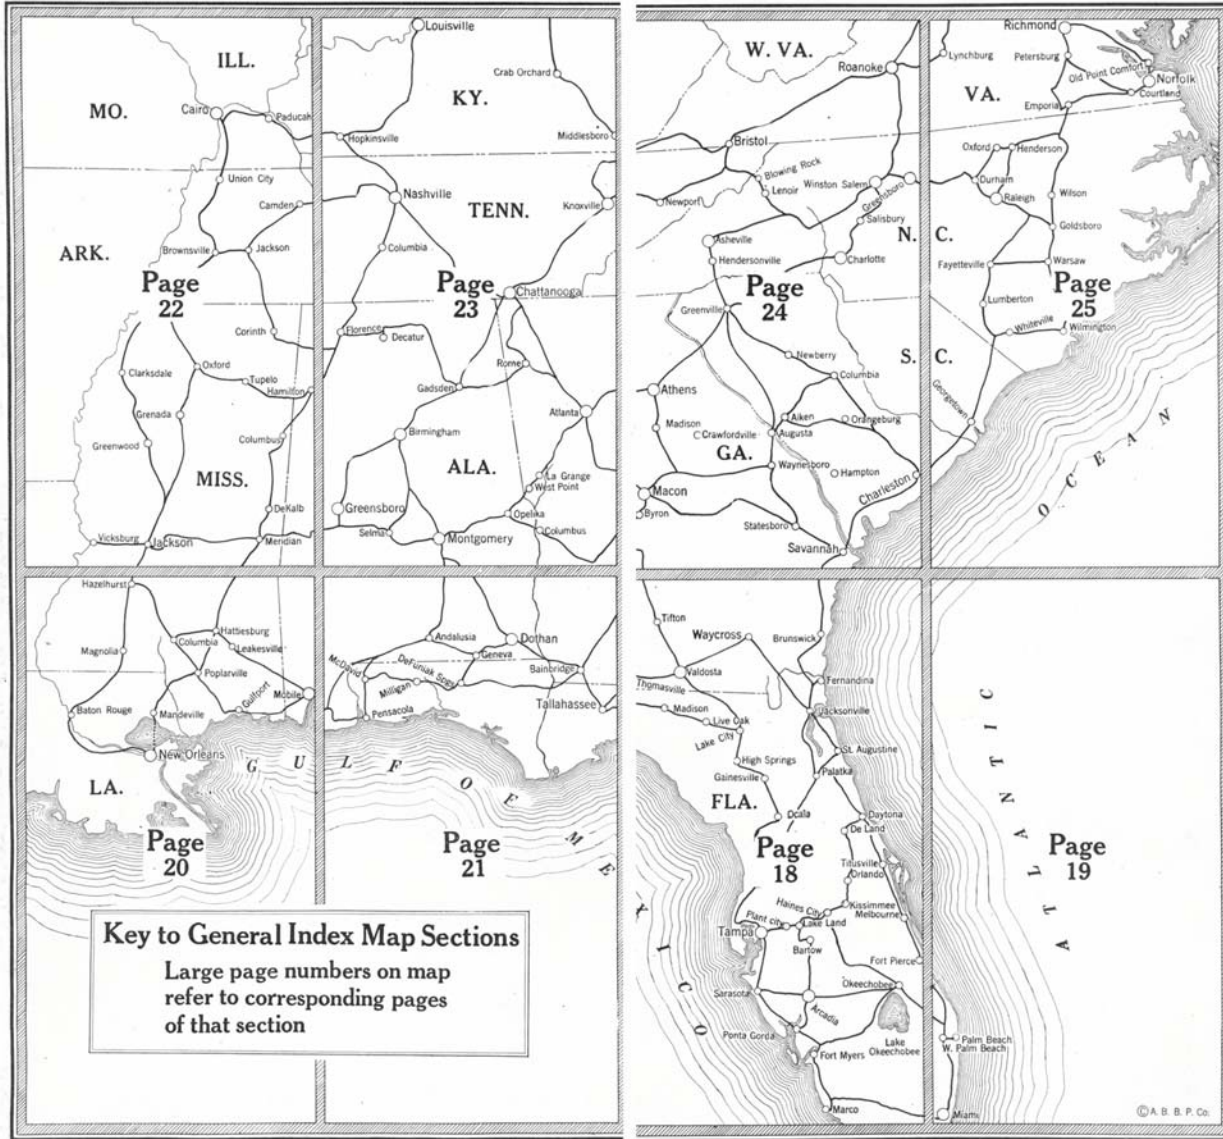 Louisville
ILL.
Crab Orchard
MO.
KY.
Cairo
Paducah
Hopkinsville
Middlesboro
Union City
Nashville
Camden
TENN.
Knoxville
ARK.
Brownsville
Jackson
Columbia
Page
22
Page
23
Chattanooga
Corinth
Florence
Decatur
Clarksdale
Oxford
Rome
Tupelo
Hamilton
Gadsden
Grenada
Atlanta
Greenwood
Columbus
Birmingham
MISS.
ALA.
La Grange
West Point
DeKalb
Greensboro
Opelika
Vicksburg
Jackson
Meridian
Selma
Montgomery
Columbus
W. VA.
Richmond
Roanoke
Lynchburg
Petersburg
Old Point Comfort
Norfolk
VA.
Courtland
Emporia
Bristol
Oxford
Henderson
Blowing Rock
Lenoir
Winston Salem
Greensboro
Durham
Raleigh
Wilson
Newport
Salisbury
Goldsboro
Asheville
N. C.
Hendersonville
Charlotte
Fayetteville
Warsaw
Page
24
Page
25
Greenville
Lumberton
Whiteville
Wilmington
Newberry
S. C.
Columbia
Athens
Georgetown
Aiken
Orangeburg
Madison
Crawfordville
Augusta
GA.
Waynesboro
Hampton
Charleston
Macon
Byron
Statesboro
Savannah
OCEAN
Hazelhurst
Hattiesburg
Columbia
Leakesville
Magnolia
Poplarville
Gulfport
Mobile
Baton Rouge
Mandeville
New Orleans
LA.
Page
20
Andalusia
Dothan
Geneva
McDavid
DeFuniak Spgs
Bainbridge
Milligan
Pensacola
Tallahassee
GULF OF ME
Page
21
Key to General Index Map Sections
Large page numbers on map
refer to corresponding pages
of that section
Tifton
Waycross
Brunswick
Valdosta
Thomasville
Fernandina
Madison
Live Oak
Jacksonville
Lake City
High Springs
St. Augustine
Gainesville
Palatka
FLA.
Ocala
Daytona
De Land
Page
18
Titusville
Orlando
Haines City
Kissimmee
Melbourne
Plant city
Lake Land
Tampa
Bartow
Fort Pierce
Sarasota
Okeechobee
Arcadia
XICO
Ponta Gorda
Lake
Okeechobee
Fort Myers
Palm Beach
W. Palm Beach
Marco
Miami
ATLANTIC
Page
19
© A. B. B. P. Co.